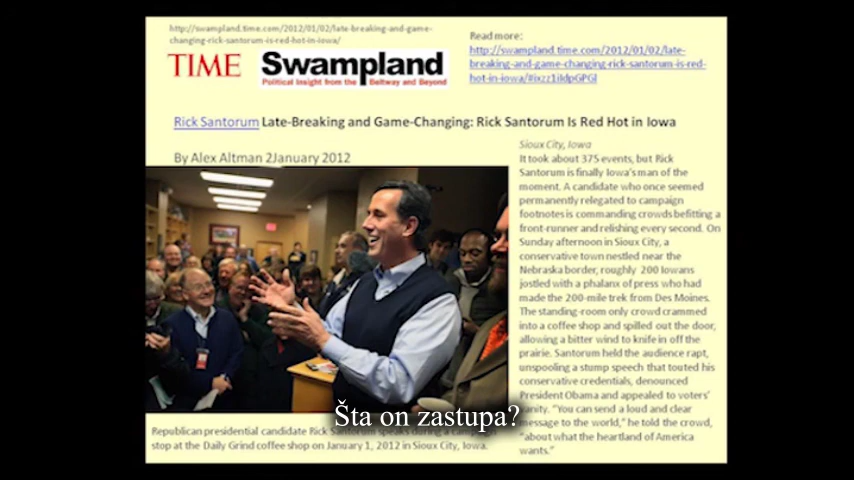 http://swampland.time.com/2012/01/02/late-breaking-and-game-
changing-rick-santorum-is-red-hot-in-iowa/
TIME Swampland
Political Insight from the Beltway and Beyond
Read more:
http://swampland.time.com/2012/01/02/late-
breaking-and-game-changing-rick-santorum-is-red-
Rick Santorum Late-Breaking and Game-Changing: Rick Santorum Is Red Hot in Iowa
By Alex Altman 2January 2012
Sioux City, Iowa
It took about 375 events, but Rick
Santorum is finally Iowa's man of the
moment. A candidate who once seemed
permanently relegated to campaign
footnotes is commanding crowds befitting a
front-runner and relishing every second. On
Sunday afternoon in Sioux City, a
conservative town nestled near the
Nebraska border, roughly 200 Iowans
jostled with a phalanx of press who had
made the 200-mile trek from Des Moines.
The standing-room only crowd crammed
into a coffee shop and spilled out the door,
allowing a bitter wind to knife in off the
prairie. Santorum held the audience rapt,
unspooling a stump speech that touted his
conservative credentials, denounced
President Obama and appealed to voters'
vanity. "You can send a loud and clear
message to the world," he told the crowd,
"about what the heartland of America
wants."
Republican presidential candidate Rick Santorum speaks during a campaign
stop at the Daily Grind coffee shop on January 1, 2012 in Sioux City, Iowa.
Šta on zastupa?